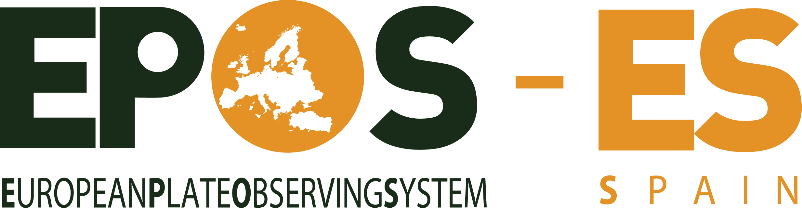 EPOS - ES
EUROPEANPLATEOBSERVINGSYSTEM
SPAIN